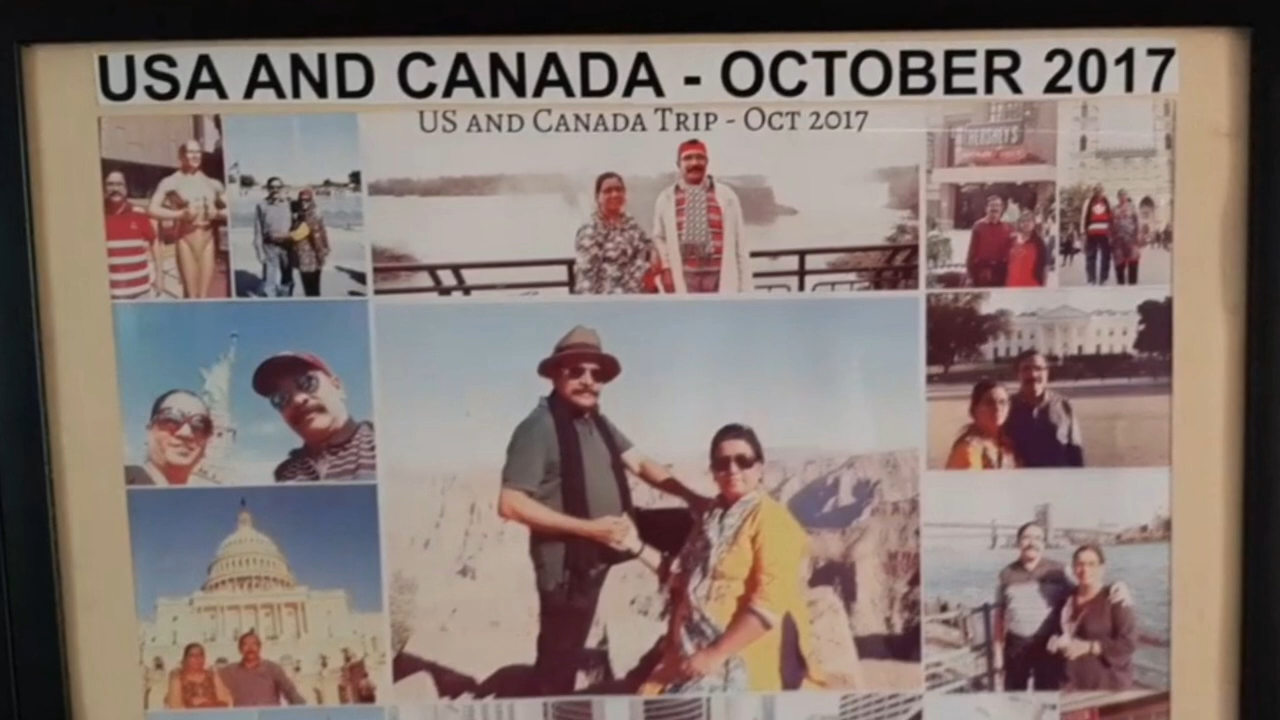 USA AND CANADA - OCTOBER 2017
US AND CANADA TRIP - OCT 2017
HERSHEY'S